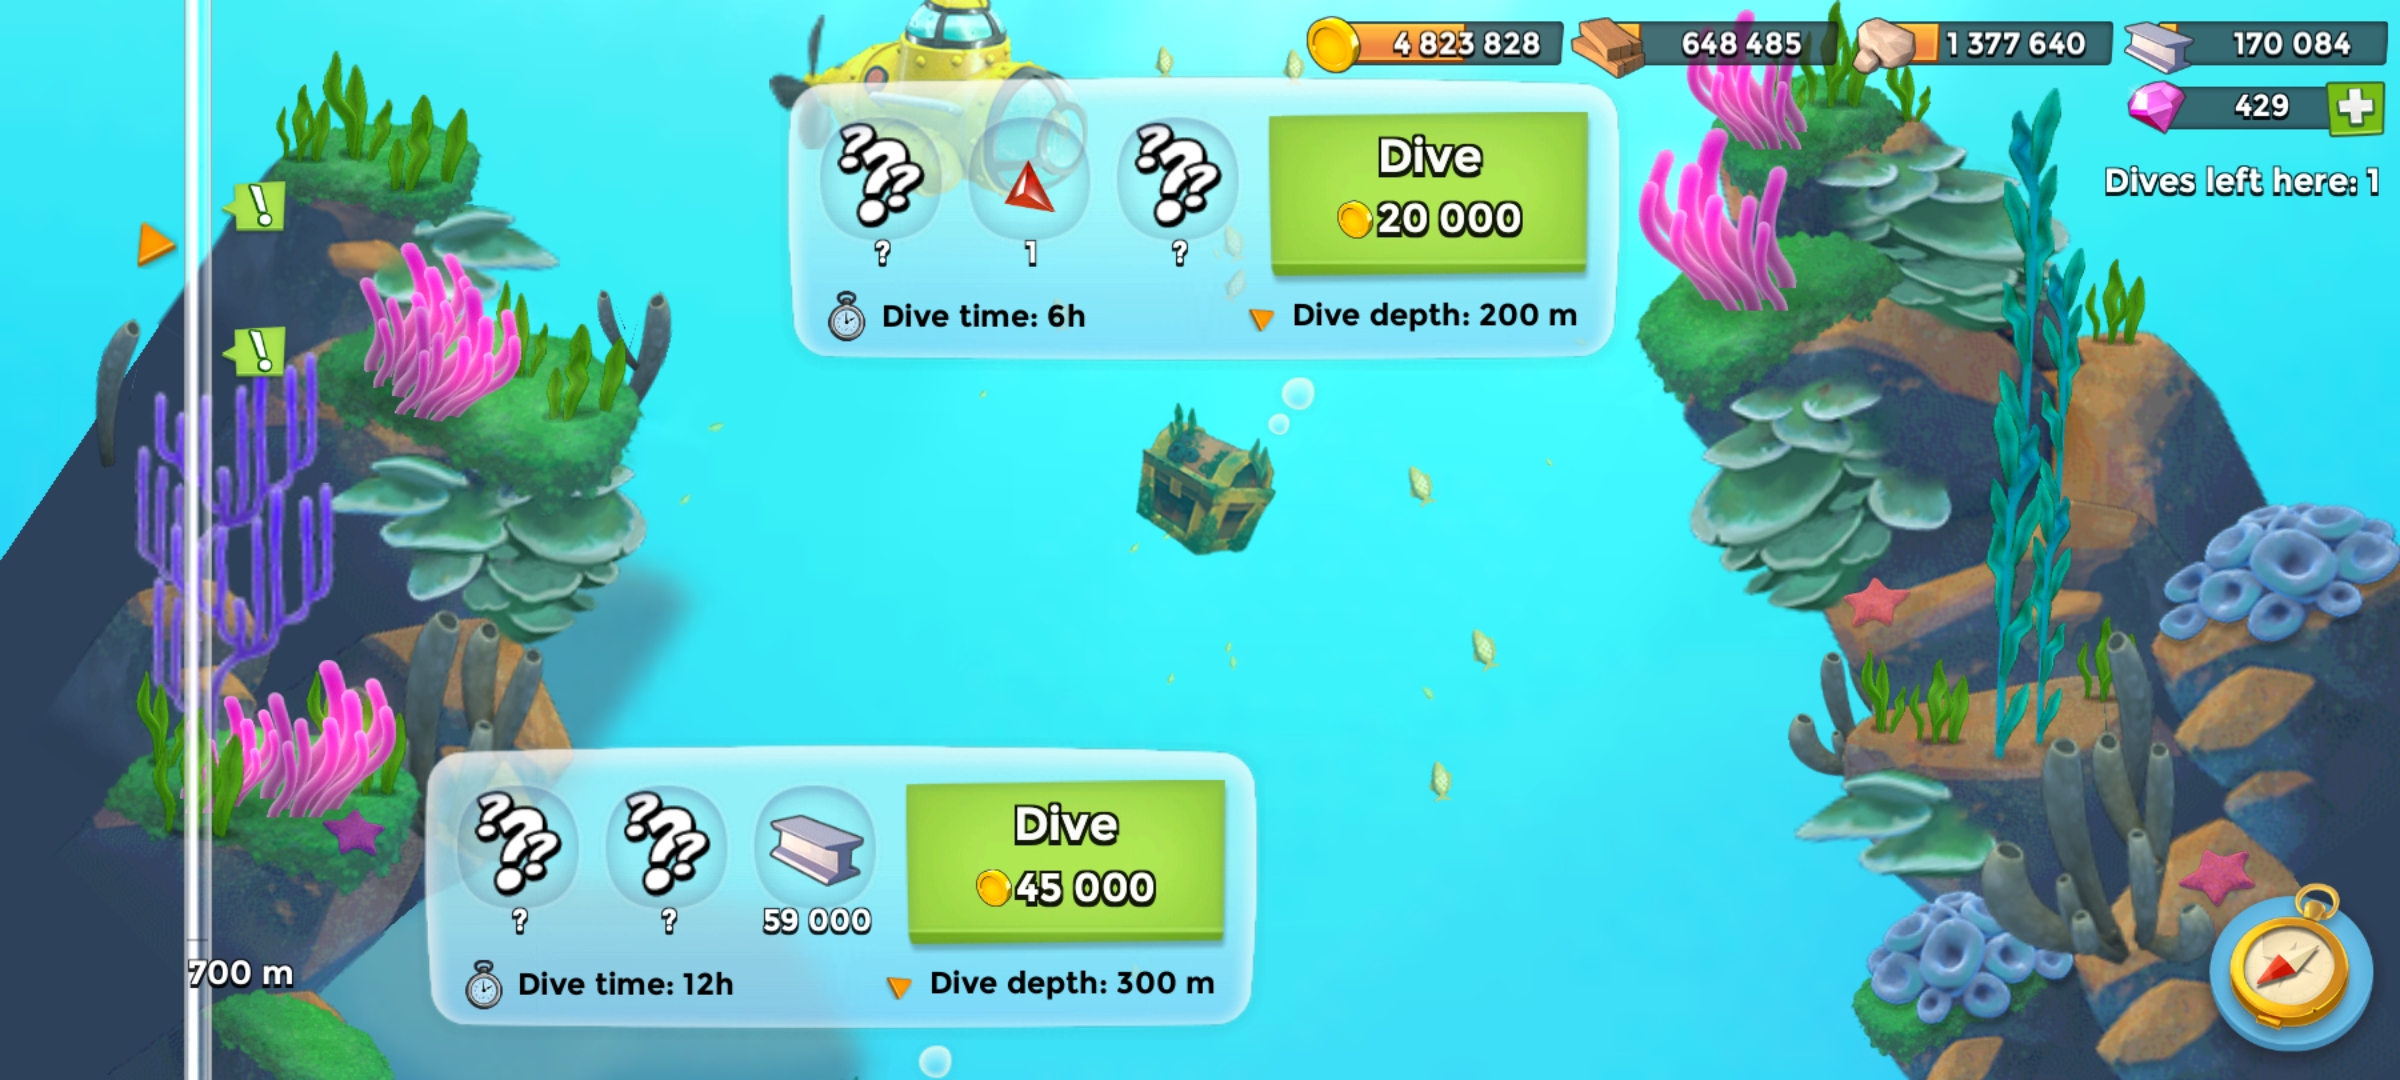 4 823 828
648 485
1 377 640
170 084
429
Dives left here: 1
!
!
???
?
1
???
?
Dive
20 000
Dive time: 6h
Dive depth: 200 m
???
?
???
?
59 000
Dive
45 000
Dive time: 12h
Dive depth: 300 m
700 m